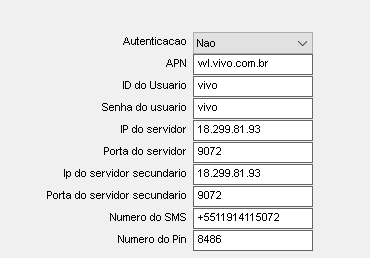 Autenticacao Nao
APN wl.vivo.com.br
ID do Usuario vivo
Senha do usuario vivo
IP do servidor 18.299.81.93
Porta do servidor 9072
Ip do servidor secundario 18.299.81.93
Porta do servidor secundario 9072
Numero do SMS +5511914115072
Numero do Pin 8486